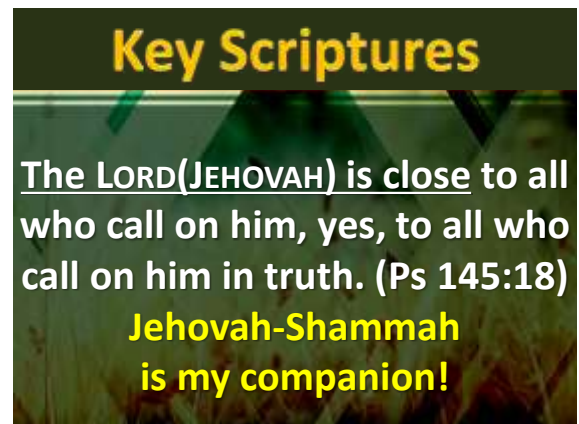 Key Scriptures
The LORD(JEHOVAH) is close to all
who call on him, yes, to all who
call on him in truth. (Ps 145:18)
Jehovah-Shammah
is my companion!